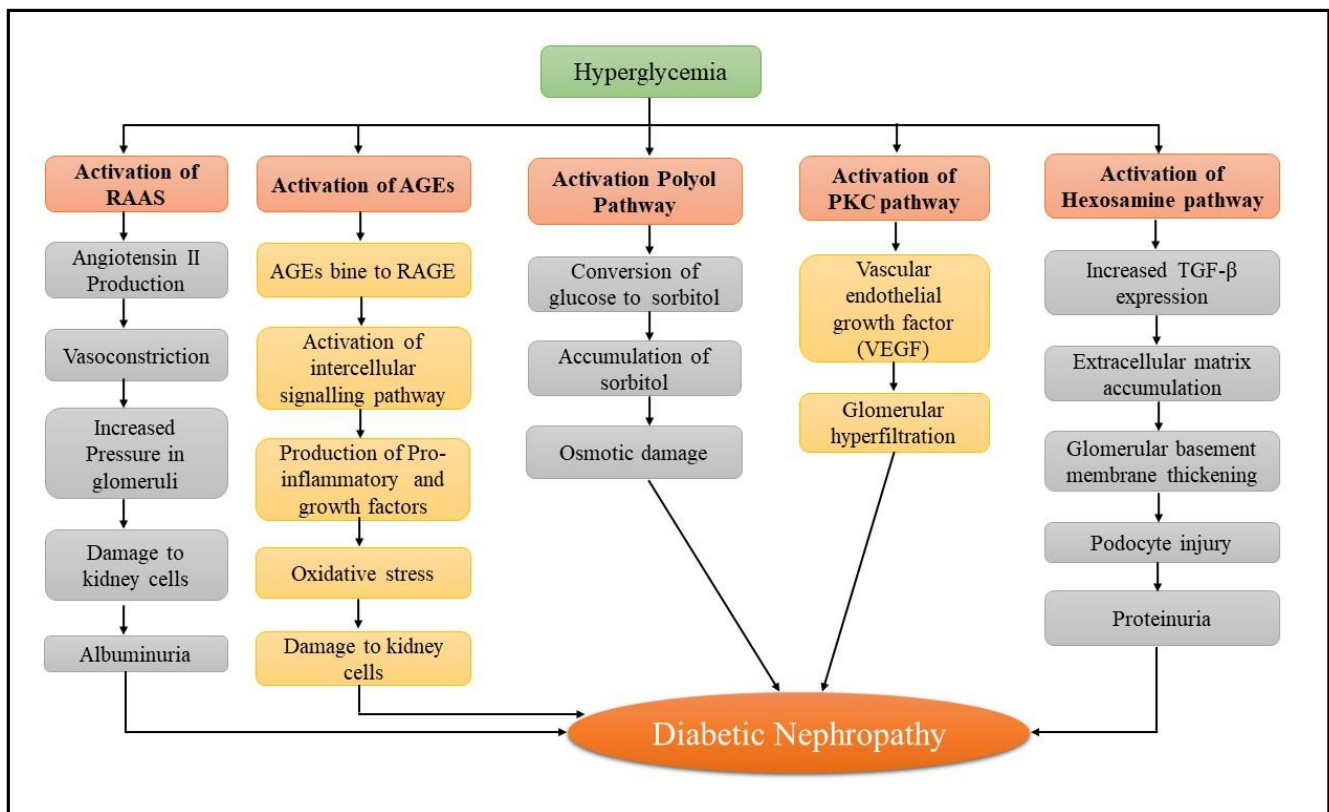 Hyperglycemia
Activation of
RAAS
Angiotensin II
Production
Vasoconstriction
Increased
Pressure in
glomeruli
Damage to
kidney cells
Albuminuria
Activation of AGEs
AGEs bine to RAGE
Activation of
intercellular
signalling pathway
Production of Pro-
inflammatory and
growth factors
Oxidative stress
Damage to kidney
cells
Activation Polyol
Pathway
Conversion of
glucose to sorbitol
Accumulation of
sorbitol
Osmotic damage
Activation of
PKC pathway
Vascular
endothelial
growth factor
(VEGF)
Glomerular
hyperfiltration
Activation of
Hexosamine pathway
Increased TGF-β
expression
Extracellular matrix
accumulation
Glomerular basement
membrane thickening
Podocyte injury
Proteinuria
Diabetic Nephropathy